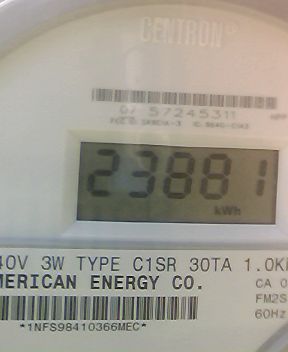 CENTRON®
07 57245311
23881
kWh
40V 3W TYPE C1SR 30TA 1.0K
MERICAN ENERGY CO.
CA 0
FM2S
60Hz
*1NFS98410366MEC*